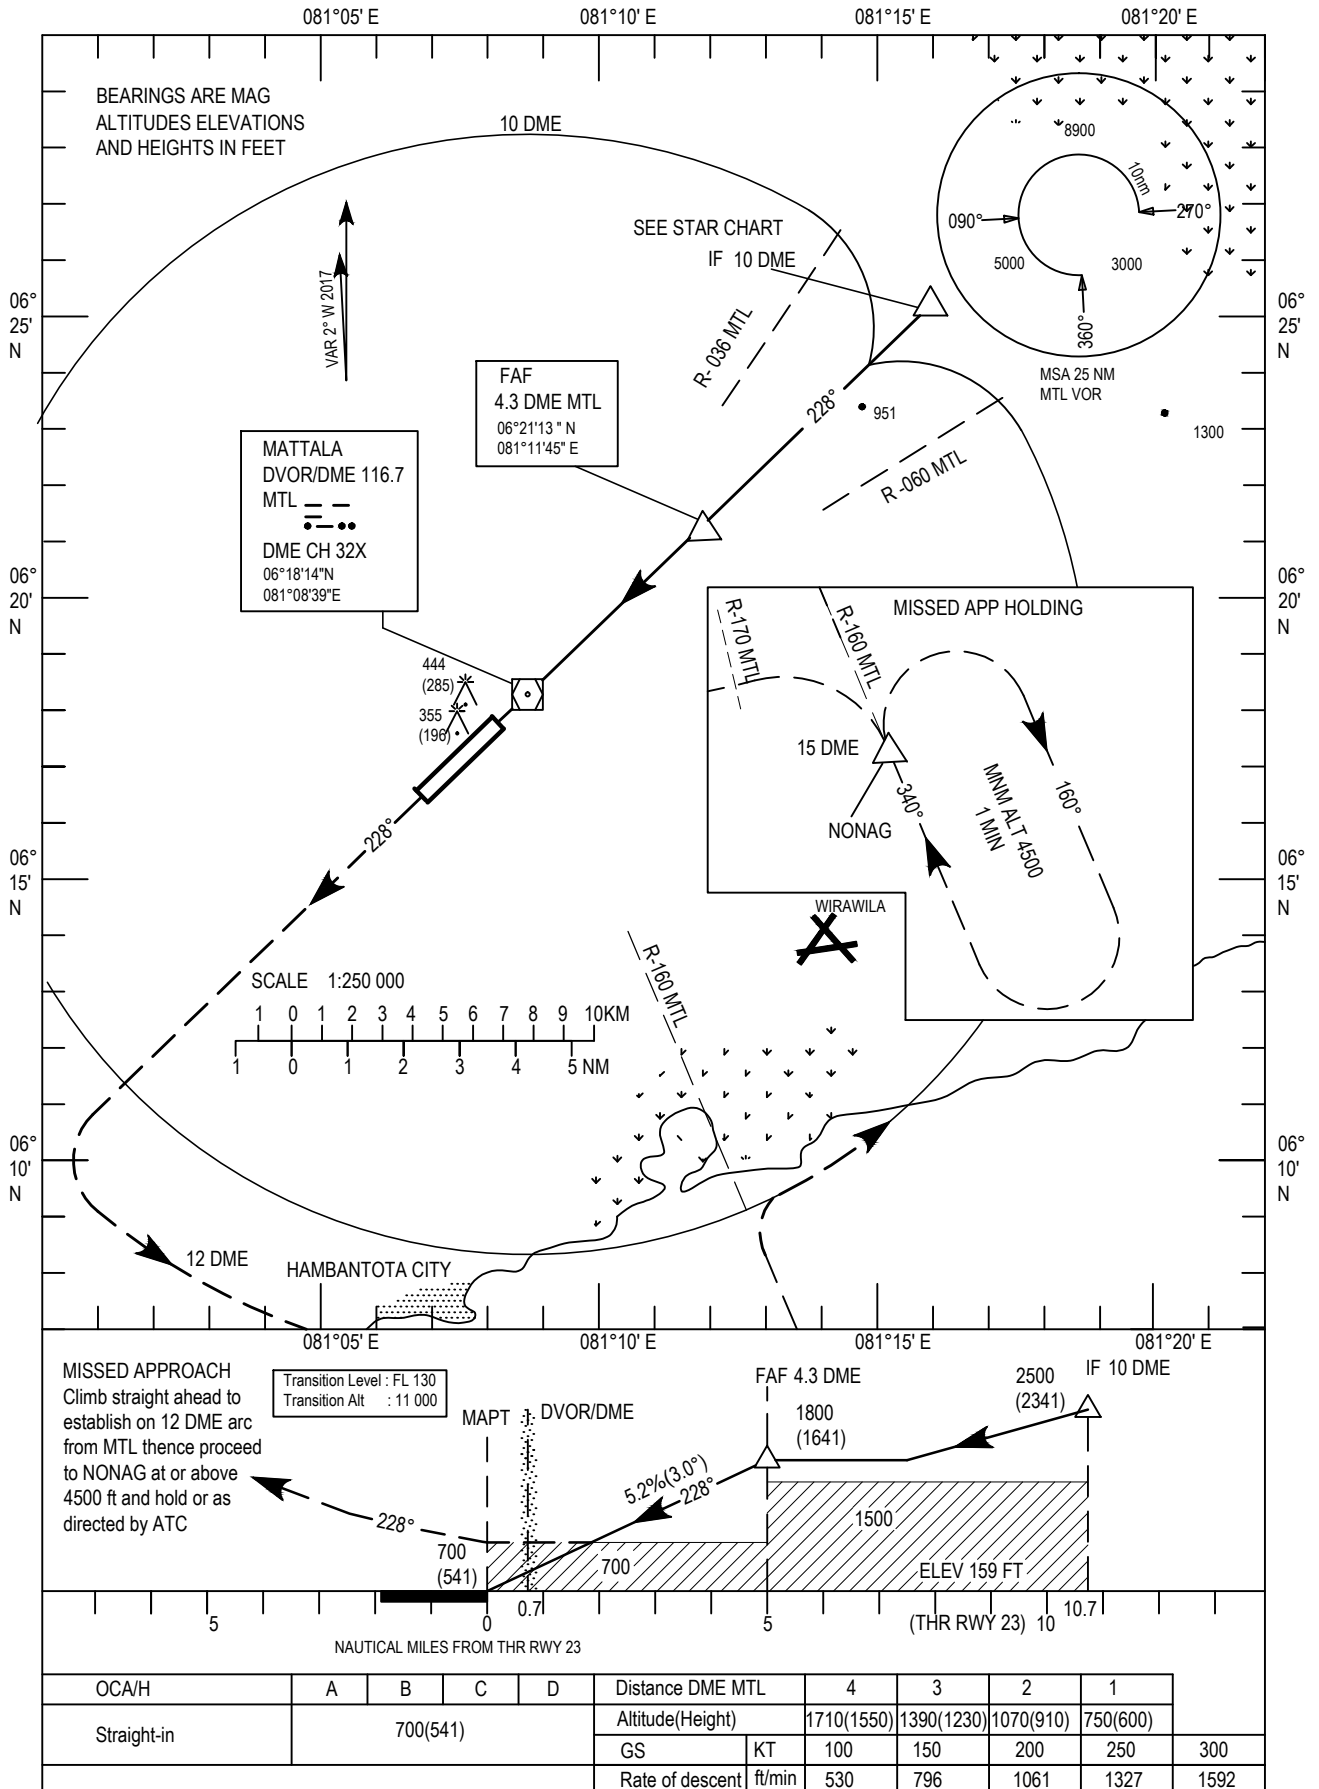 081°05' E
081°10' E
081°15' E
081°20' E
BEARINGS ARE MAG
ALTITUDES ELEVATIONS
AND HEIGHTS IN FEET
10 DME
8900
10nm
090°
270°
5000
3000
360°
MSA 25 NM
MTL VOR
SEE STAR CHART
IF 10 DME
VAR 2° W 2017
R- 036 MTL
06°
25'
N
06°
25'
N
FAF
4.3 DME MTL
06°21'13 " N
081°11'45" E
228°
951
1300
R -060 MTL
MATTALA
DVOR/DME 116.7
MTL
DME CH 32X
06°18'14"N
081°08'39"E
06°
20'
N
06°
20'
N
MISSED APP HOLDING
R-170 MTL
R-160 MTL
15 DME
NONAG
340°
MNM ALT 4500
1 MIN
160°
444
(285)
355
(196)
228°
06°
15'
N
06°
15'
N
WIRAWILA
R-160 MTL
SCALE 1:250 000
1 0 1 2 3 4 5 6 7 8 9 10KM
1 0 1 2 3 4 5 NM
06°
10'
N
06°
10'
N
12 DME
HAMBANTOTA CITY
081°05' E
081°10' E
081°15' E
081°20' E
MISSED APPROACH
Climb straight ahead to
establish on 12 DME arc
from MTL thence proceed
to NONAG at or above
4500 ft and hold or as
directed by ATC
Transition Level : FL 130
Transition Alt : 11 000
MAPT
DVOR/DME
FAF 4.3 DME
1800
(1641)
2500
(2341)
IF 10 DME
5.2%(3.0°)
228°
228°
700
(541)
700
1500
ELEV 159 FT
5 0 0.7 5 (THR RWY 23) 10 10.7
NAUTICAL MILES FROM THR RWY 23
OCA/H A B C D
Straight-in 700(541)
Distance DME MTL 4 3 2 1
Altitude(Height) 1710(1550) 1390(1230) 1070(910) 750(600)
GS KT 100 150 200 250 300
Rate of descent ft/min 530 796 1061 1327 1592